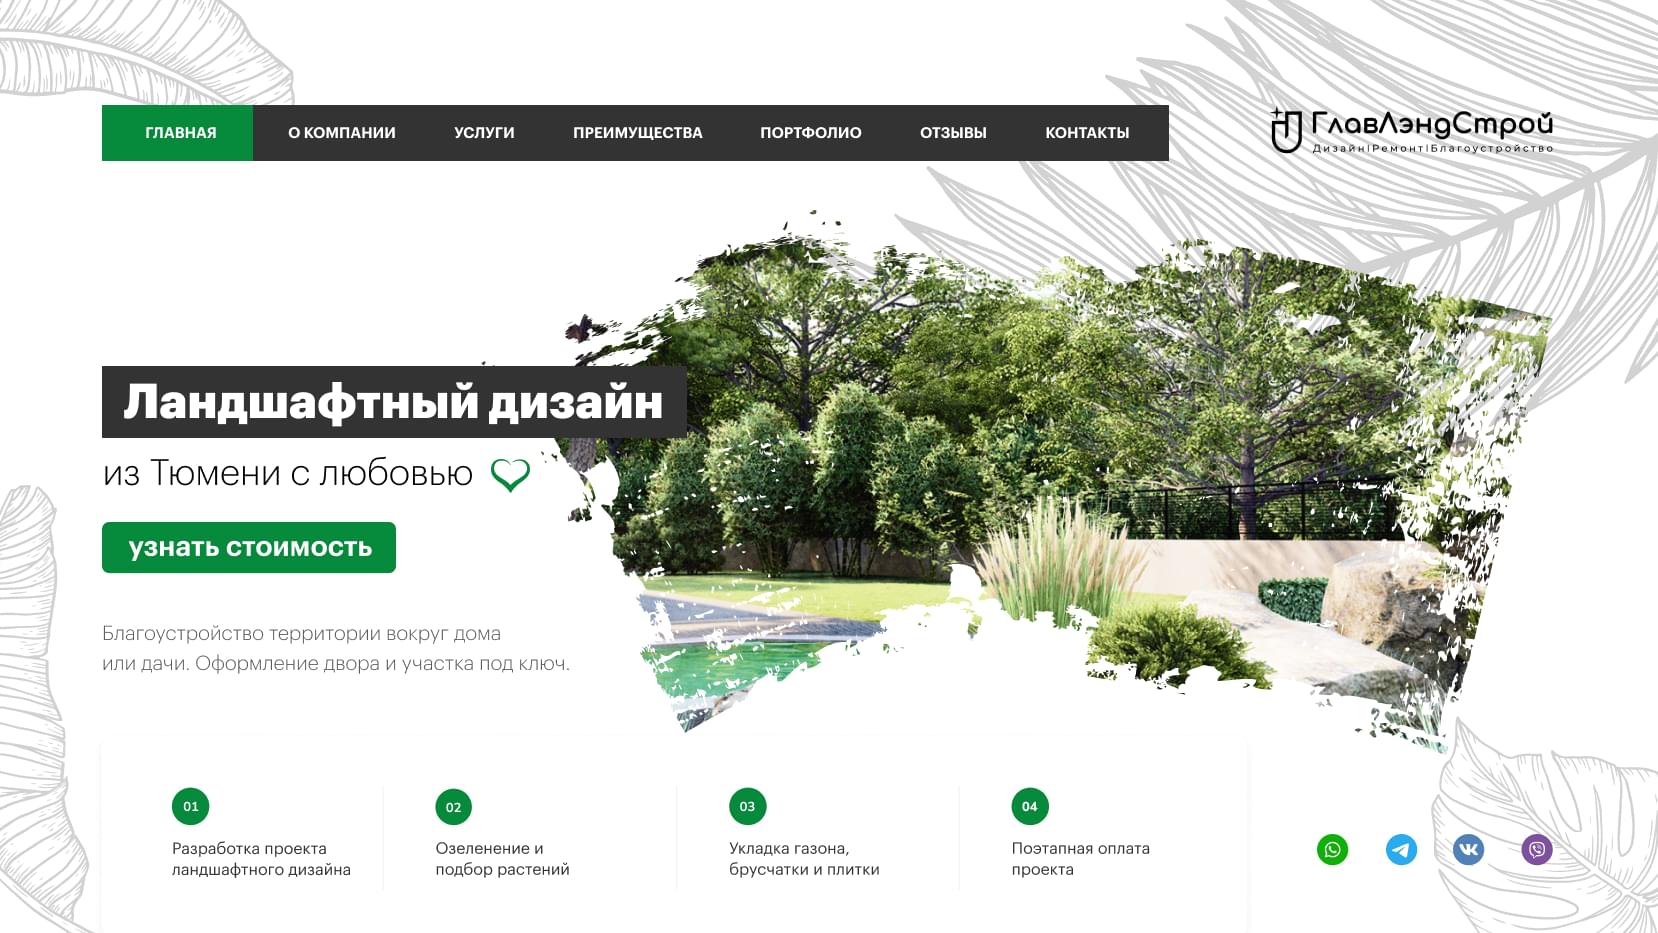 ГЛАВНАЯ
О КОМПАНИИ
УСЛУГИ
ПРЕИМУЩЕСТВА
ПОРТФОЛИО
ОТЗЫВЫ
КОНТАКТЫ
ГлавЛэндСтрой
Дизайн|Ремонт|Благоустройство
Ландшафтный дизайн
из Тюмени с любовью
узнать стоимость
Благоустройство территории вокруг дома
или дачи. Оформление двора и участка под ключ.
01
Разработка проекта
ландшафтного дизайна
02
Озеленение и
подбор растений
03
Укладка газона,
брусчатки и плитки
04
Поэтапная оплата
проекта